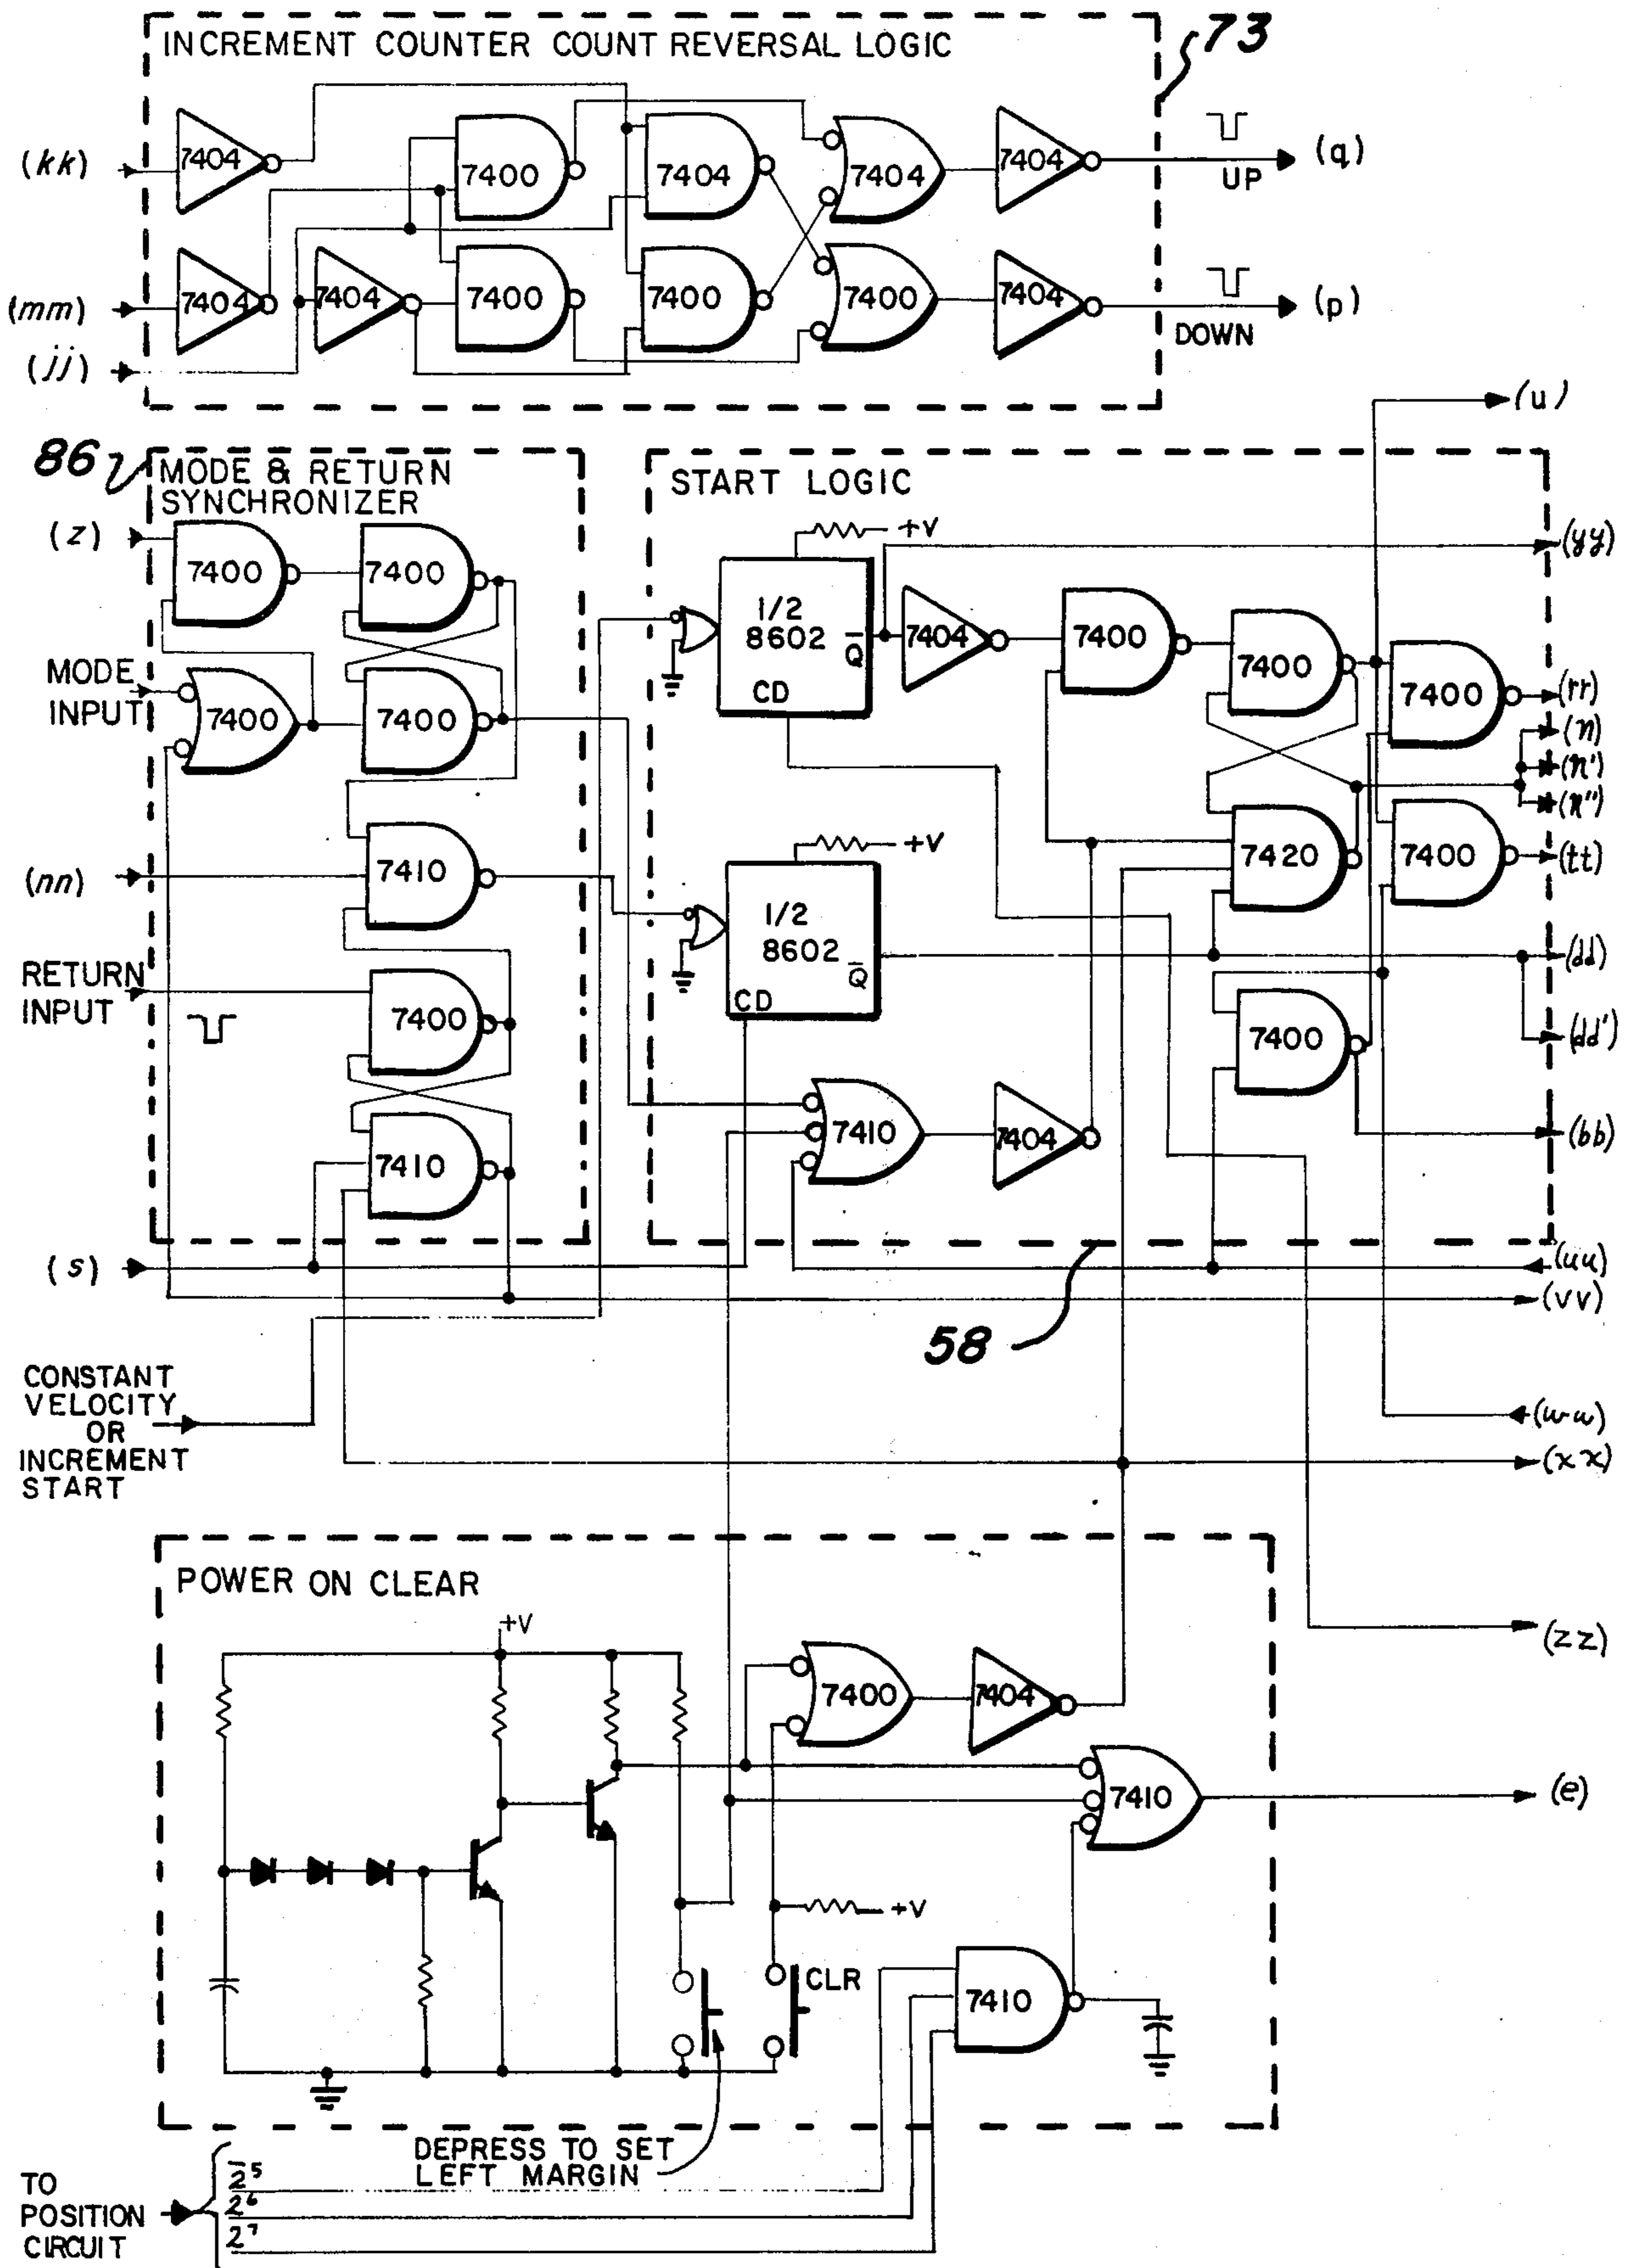 INCREMENT COUNTER COUNT REVERSAL LOGIC
73
(kk)
7404
7400
7404
7404
7404
UP
(q)
(mm)
7404
7404
7400
7400
7400
7404
DOWN
(p)
(jj)
(u)
86
MODE & RETURN
SYNCHRONIZER
START LOGIC
(z)
7400
7400
+V
(yy)
1/2
8602
Q̅
CD
7404
7400
7400
7400
(rr)
MODE
INPUT
7400
7400
(n)
(n')
(n'')
+V
(nn)
7410
7420
7400
(tt)
1/2
8602
Q̅
CD
(dd)
RETURN
INPUT
7400
7400
(dd')
7410
7410
7404
(bb)
(s)
(uu)
(vv)
58
CONSTANT
VELOCITY
OR
INCREMENT
START
(ww)
(xx)
POWER ON CLEAR
+V
(zz)
7400
7404
7410
(e)
+V
CLR
7410
DEPRESS TO SET
LEFT MARGIN
TO
POSITION
CIRCUIT
2̅⁵
2⁶
2⁷